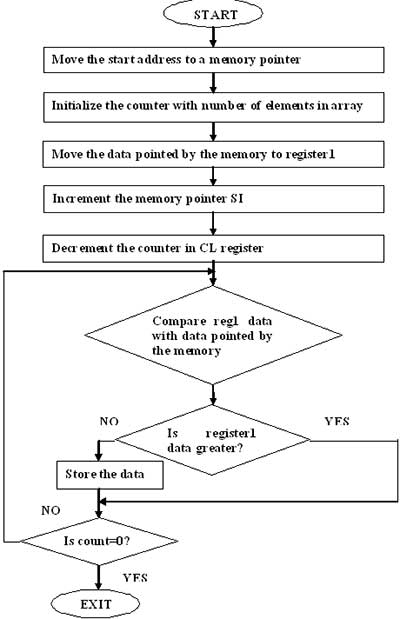 START
Move the start address to a memory pointer
Initialize the counter with number of elements in array
Move the data pointed by the memory to register1
Increment the memory pointer SI
Decrement the counter in CL register
Compare reg1 data
with data pointed by
the memory
NO
YES
Is register1
data greater?
Store the data
NO
Is count=0?
YES
EXIT